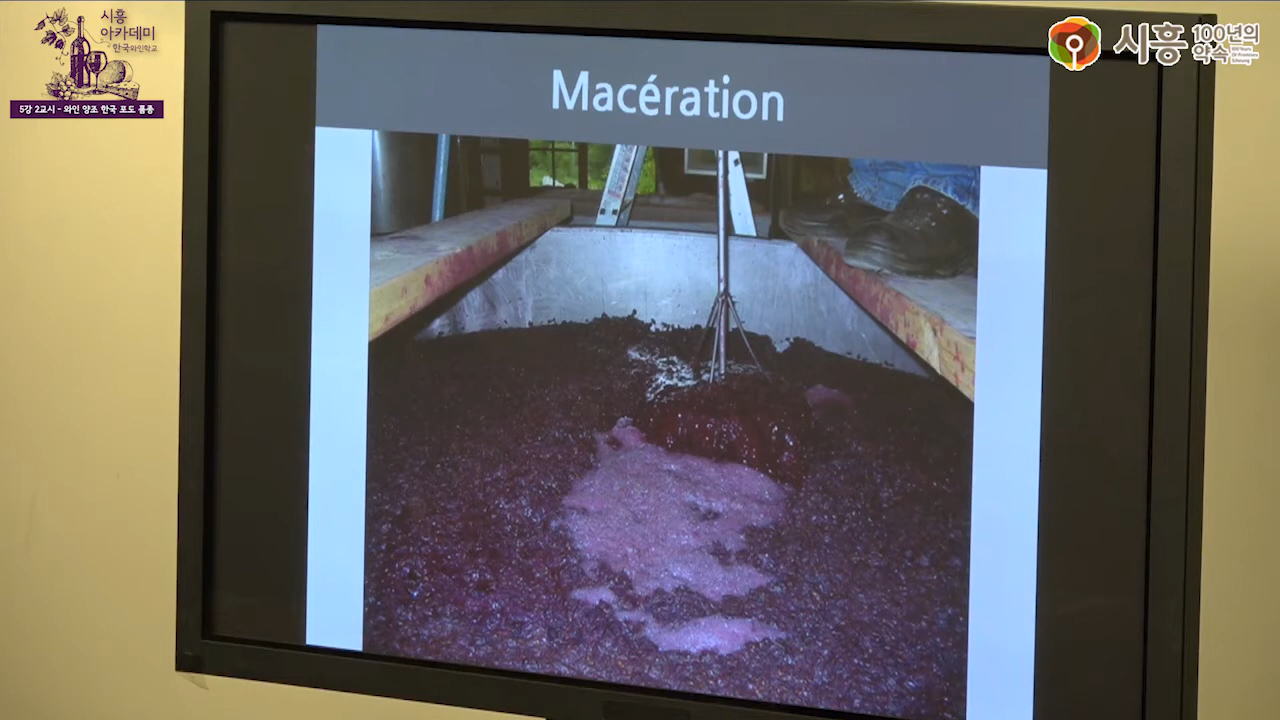 시흥
아카데미
한국와인학교
5강 2교시 - 와인 양조 한국 포도 품종
시흥 100년의
약속
Macération